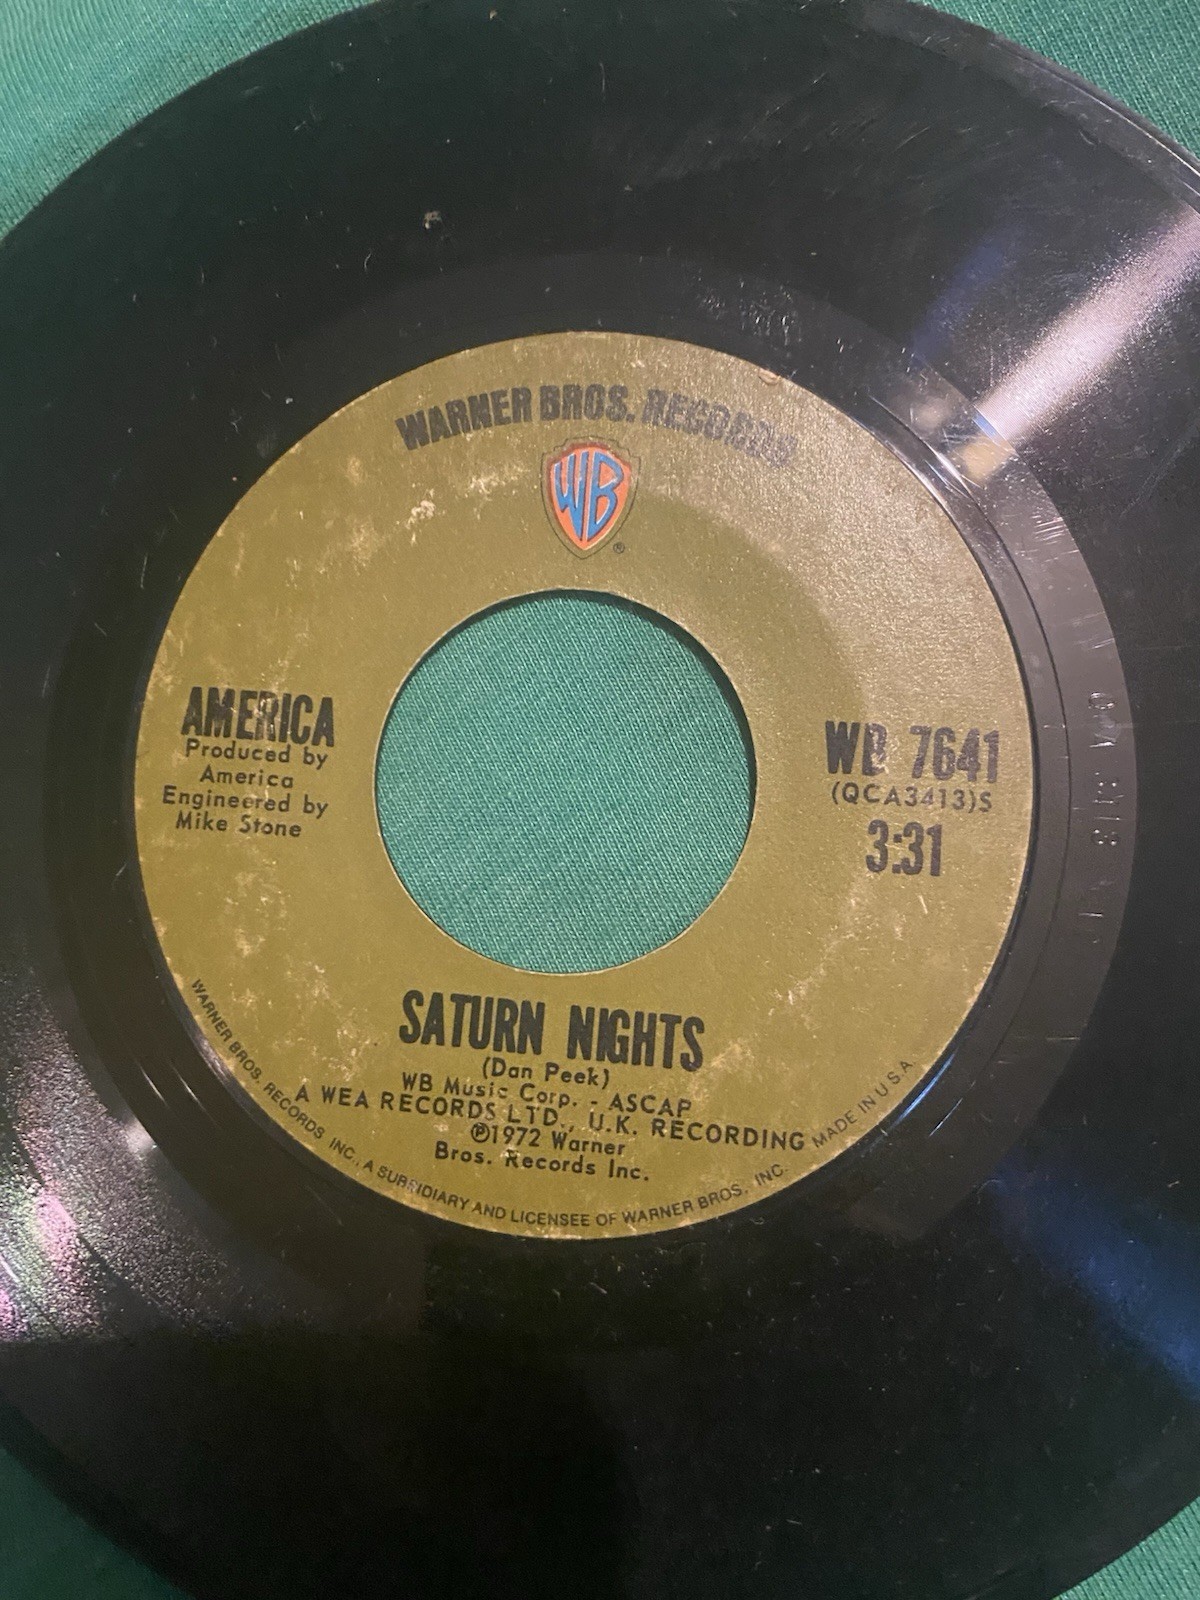 WARNER BROS. RECORDS
WB
®
AMERICA
Produced by
America
Engineered by
Mike Stone
WB 7641
(QCA3413)S
3:31
SATURN NIGHTS
(Dan Peek)
WB Music Corp. - ASCAP
A WEA RECORDS LTD., U.K. RECORDING
℗1972 Warner
Bros. Records Inc.
WARNER BROS. RECORDS INC., A SUBSIDIARY AND LICENSEE OF WARNER BROS. INC. MADE IN U.S.A.